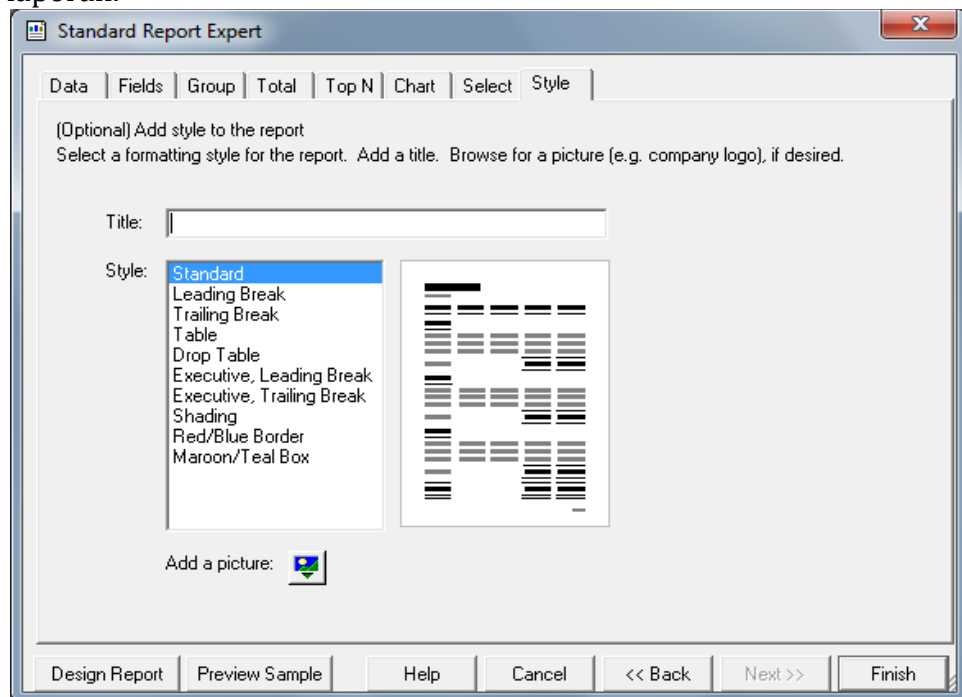 laporan.
Standard Report Expert
Data Fields Group Total Top N Chart Select Style
(Optional) Add style to the report
Select a formatting style for the report. Add a title. Browse for a picture (e.g. company logo), if desired.
Title:
Style:
Standard
Leading Break
Trailing Break
Table
Drop Table
Executive, Leading Break
Executive, Trailing Break
Shading
Red/Blue Border
Maroon/Teal Box
Add a picture:
Design Report Preview Sample Help Cancel << Back Next >> Finish